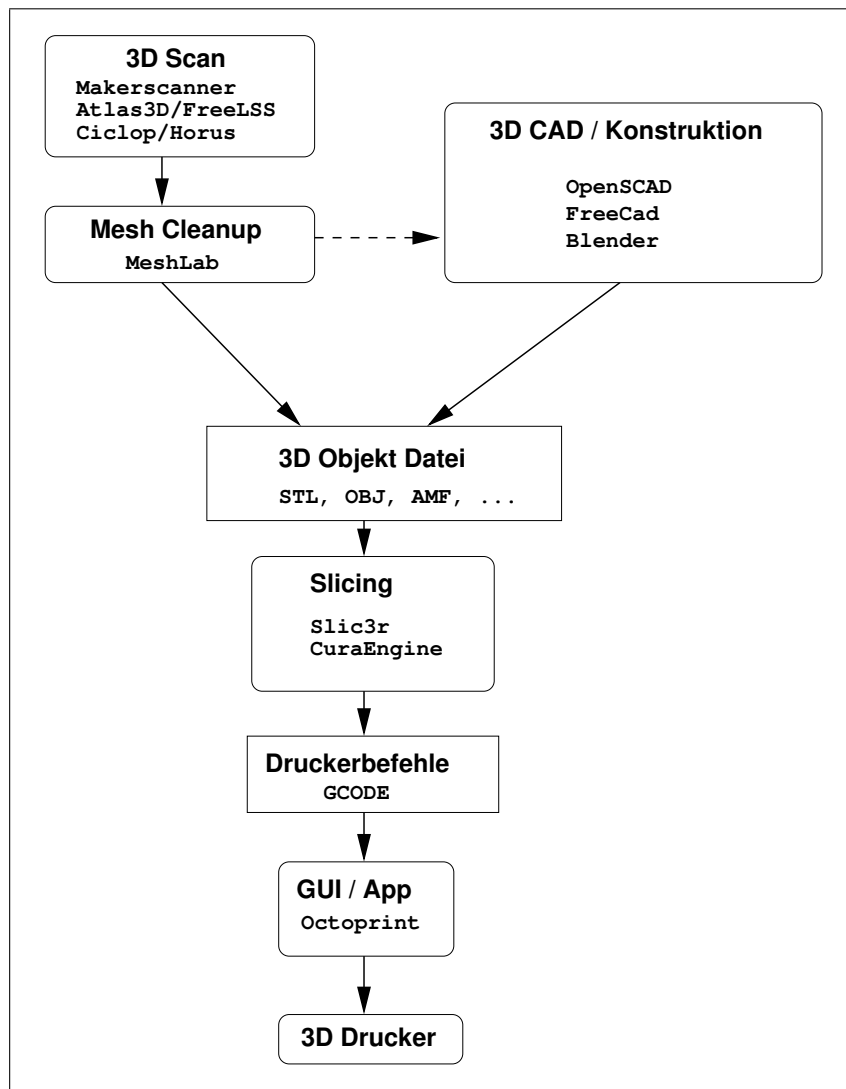 3D Scan
Makerscanner
Atlas3D/FreeLSS
Ciclop/Horus
3D CAD / Konstruktion
OpenSCAD
FreeCad
Blender
Mesh Cleanup
MeshLab
3D Objekt Datei
STL, OBJ, AMF, ...
Slicing
Slic3r
CuraEngine
Druckerbefehle
GCODE
GUI / App
Octoprint
3D Drucker